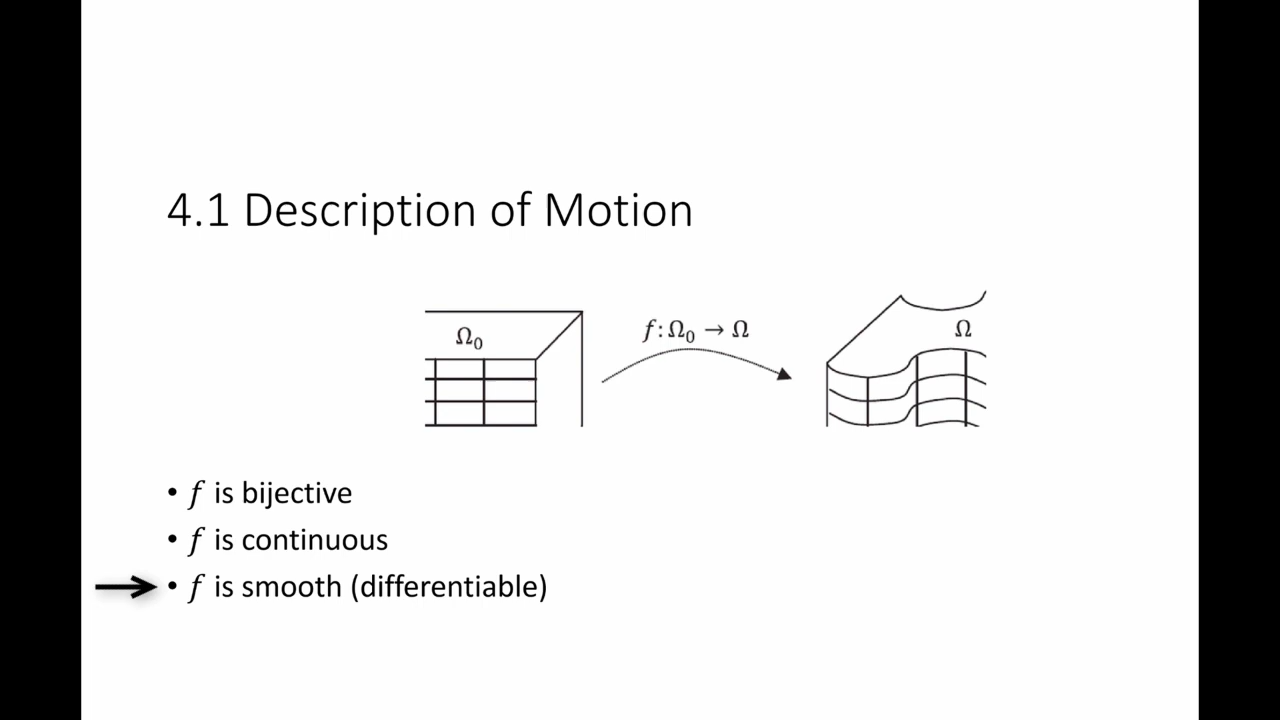 4.1 Description of Motion
Ω₀
f: Ω₀ → Ω
Ω
• f is bijective
• f is continuous
• f is smooth (differentiable)